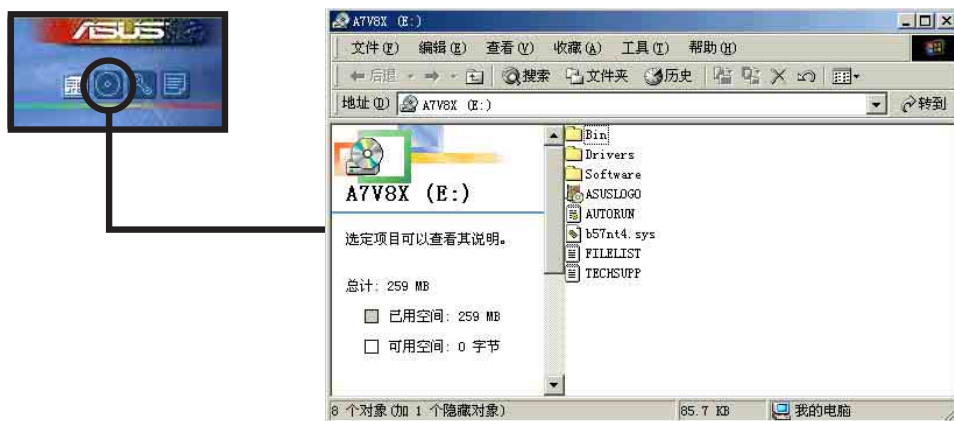 ASUS
A7V8X (E:)
文件(F) 编辑(E) 查看(V) 收藏(A) 工具(T) 帮助(H)
后退 搜索 文件夹 历史
地址(D) A7V8X (E:) 转到
A7V8X (E:)
选定项目可以查看其说明。
总计: 259 MB
已用空间: 259 MB
可用空间: 0 字节
Bin
Drivers
Software
ASUSLOGO
AUTORUN
b57nt4.sys
FILELIST
TECHSUPP
8 个对象(加 1 个隐藏对象) 85.7 KB 我的电脑